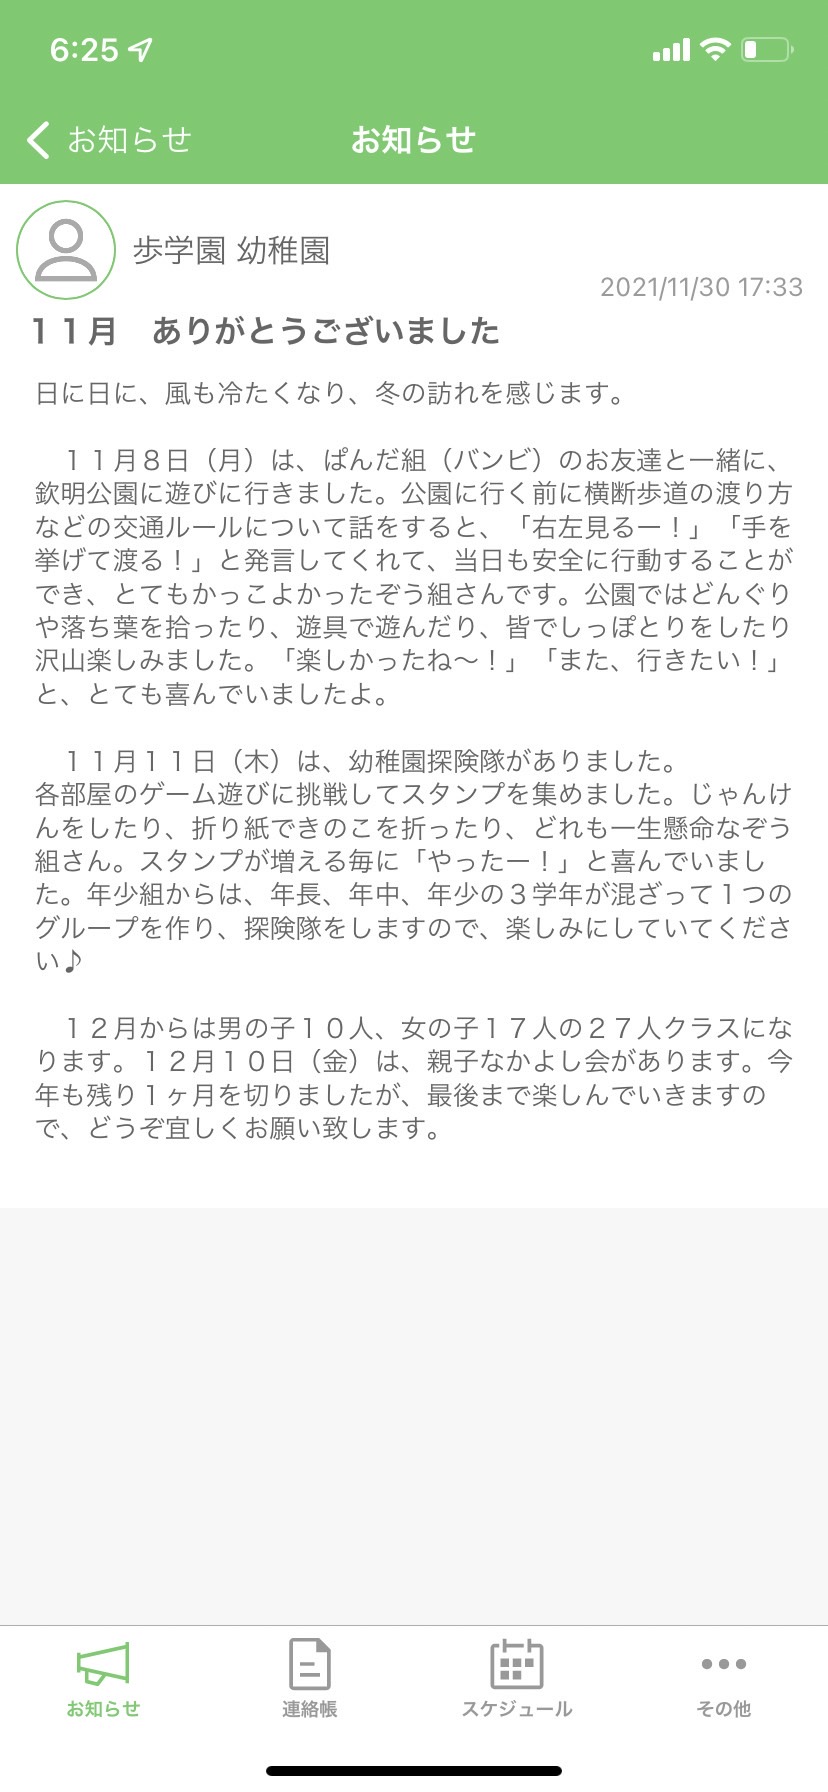 6:25
お知らせ
お知らせ
歩学園 幼稚園
2021/11/30 17:33
１１月　ありがとうございました
日に日に、風も冷たくなり、冬の訪れを感じます。
　１１月８日（月）は、ぱんだ組（バンビ）のお友達と一緒に、
欽明公園に遊びに行きました。公園に行く前に横断歩道の渡り方
などの交通ルールについて話をすると、「右左見るー！」「手を
挙げて渡る！」と発言してくれて、当日も安全に行動することが
でき、とてもかっこよかったぞう組さんです。公園ではどんぐり
や落ち葉を拾ったり、遊具で遊んだり、皆でしっぽとりをしたり
沢山楽しみました。「楽しかったね〜！」「また、行きたい！」
と、とても喜んでいましたよ。
　１１月１１日（木）は、幼稚園探険隊がありました。
各部屋のゲーム遊びに挑戦してスタンプを集めました。じゃんけ
んをしたり、折り紙できのこを折ったり、どれも一生懸命なぞう
組さん。スタンプが増える毎に「やったー！」と喜んでいまし
た。年少組からは、年長、年中、年少の３学年が混ざって１つの
グループを作り、探険隊をしますので、楽しみにしていてくださ
い♪
　１２月からは男の子１０人、女の子１７人の２７人クラスにな
ります。１２月１０日（金）は、親子なかよし会があります。今
年も残り１ヶ月を切りましたが、最後まで楽しんでいきますの
で、どうぞ宜しくお願い致します。
お知らせ
連絡帳
スケジュール
その他